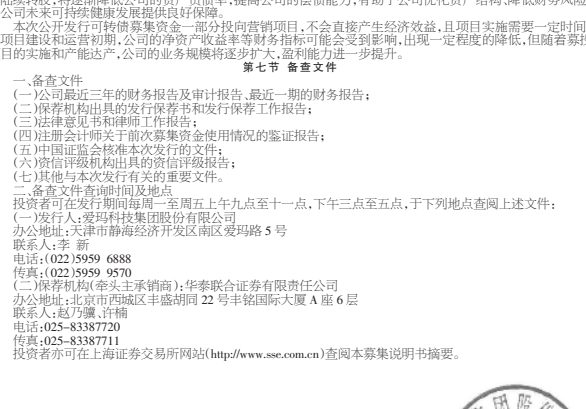 陆续转股，将逐渐降低公司的资产负债率，提高公司的偿债能力，有助于公司优化资产结构、降低财务风险
公司未来可持续健康发展提供良好保障。
本次公开发行可转债募集资金一部分投向营销项目，不会直接产生经济效益，且项目实施需要一定时间
项目建设和运营初期，公司的净资产收益率等财务指标可能会受到影响，出现一定程度的降低，但随着募投
目的实施和产能达产，公司的业务规模将逐步扩大，盈利能力进一步提升。
第七节 备查文件
一、备查文件
(一)公司最近三年的财务报告及审计报告、最近一期的财务报告；
(二)保荐机构出具的发行保荐书和发行保荐工作报告；
(三)法律意见书和律师工作报告；
(四)注册会计师关于前次募集资金使用情况的鉴证报告；
(五)中国证监会核准本次发行的文件；
(六)资信评级机构出具的资信评级报告；
(七)其他与本次发行有关的重要文件。
二、备查文件查询时间及地点
投资者可在发行期间每周一至周五上午九点至十一点，下午三点至五点，于下列地点查阅上述文件：
(一)发行人：爱玛科技集团股份有限公司
办公地址：天津市静海经济开发区南区爱玛路 5 号
联系人：李 新
电话：(022)5959 6888
传真：(022)5959 9570
(二)保荐机构(牵头主承销商)：华泰联合证券有限责任公司
办公地址：北京市西城区丰盛胡同 22 号丰铭国际大厦 A 座 6 层
联系人：赵乃骥、许楠
电话：025-83387720
传真：025-83387711
投资者亦可在上海证券交易所网站(http://www.sse.com.cn)查阅本募集说明书摘要。
团股